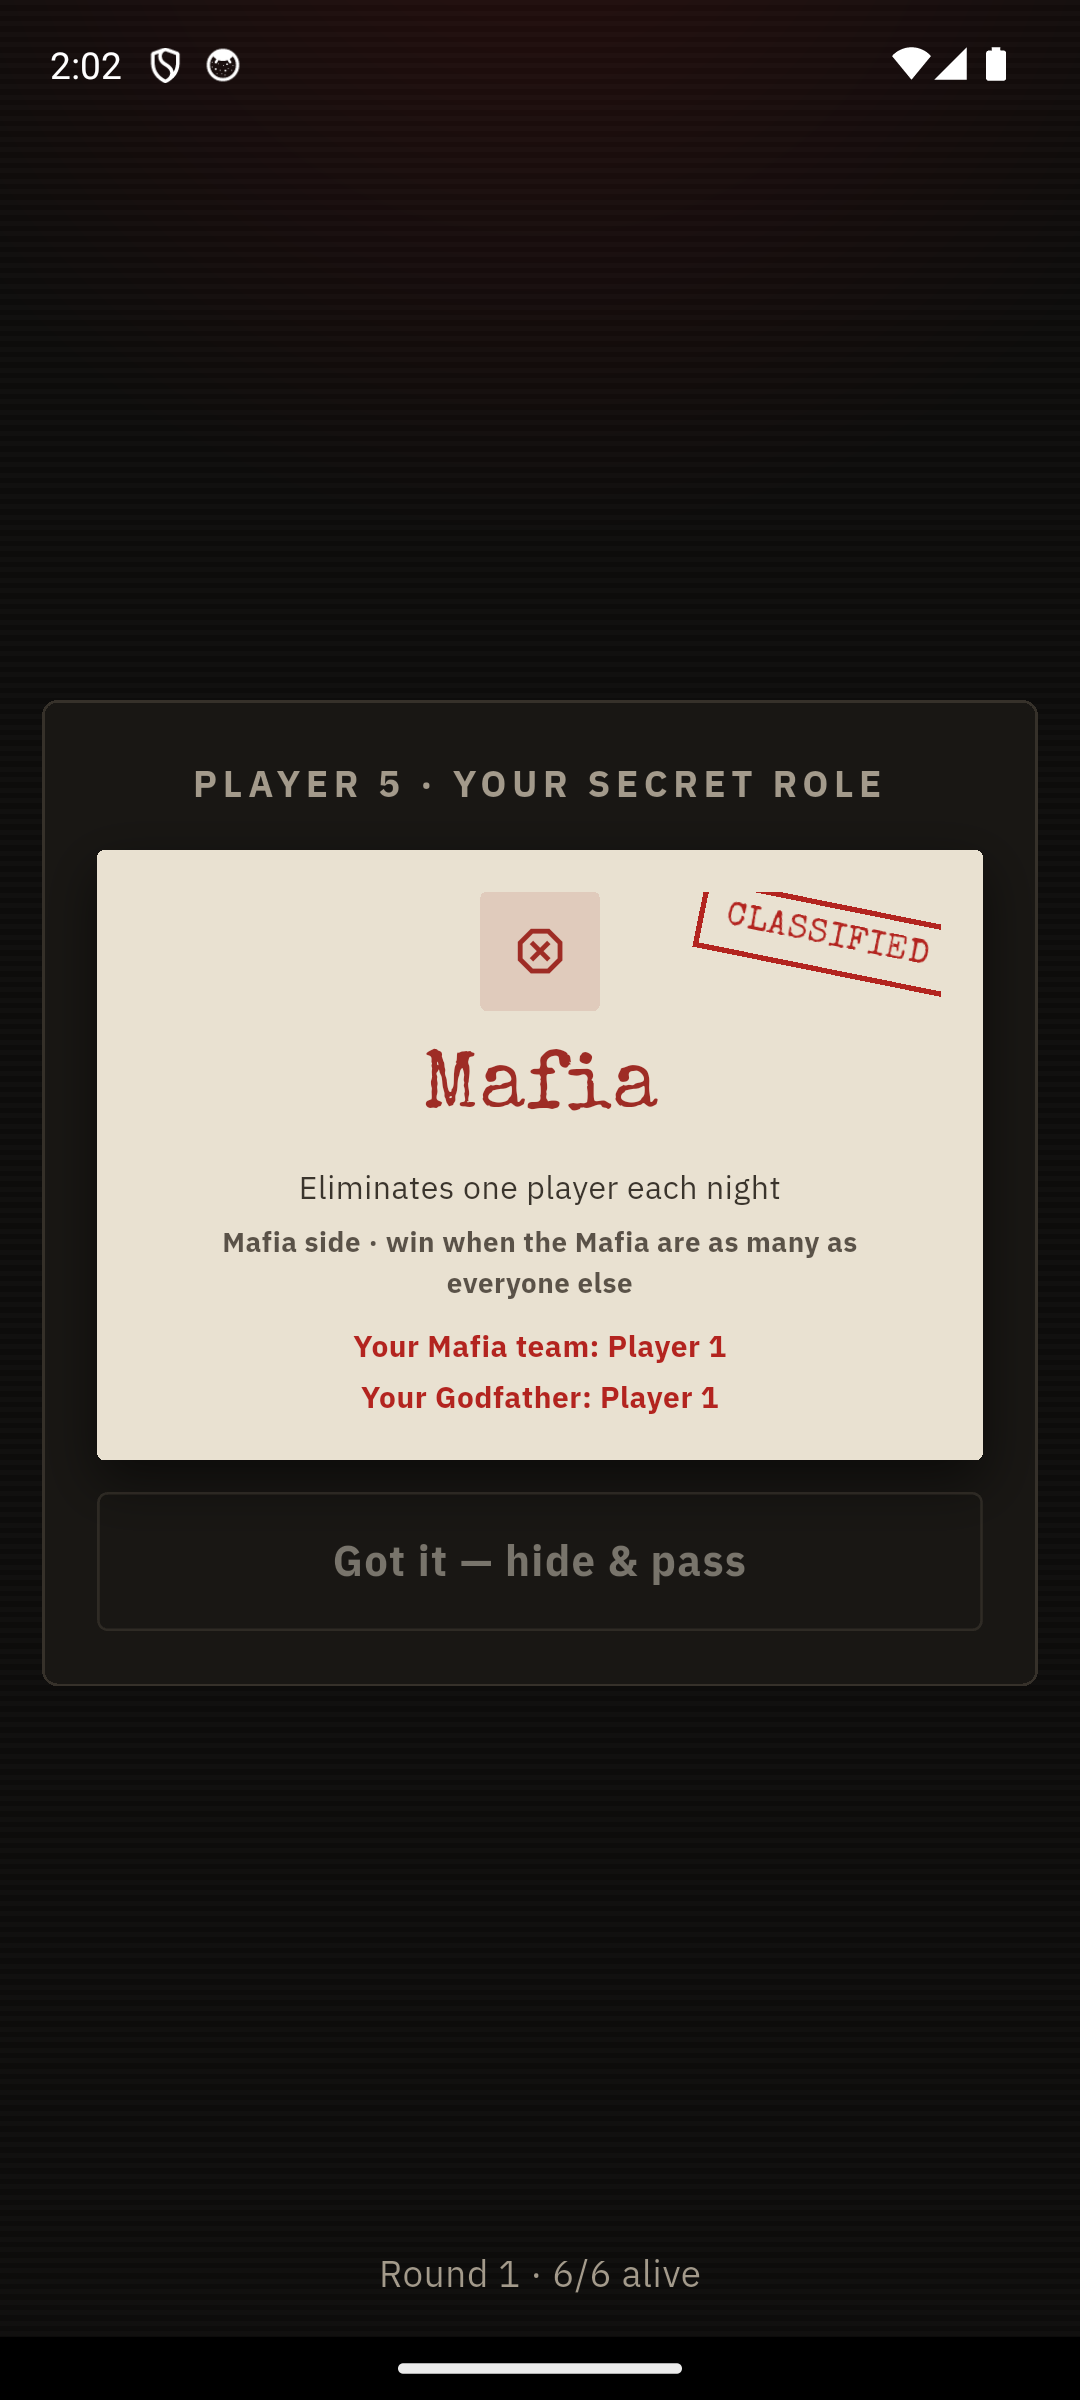 2:02
PLAYER 5 · YOUR SECRET ROLE
CLASSIFIED
Mafia
Eliminates one player each night
Mafia side · win when the Mafia are as many as
everyone else
Your Mafia team: Player 1
Your Godfather: Player 1
Got it — hide & pass
Round 1 · 6/6 alive